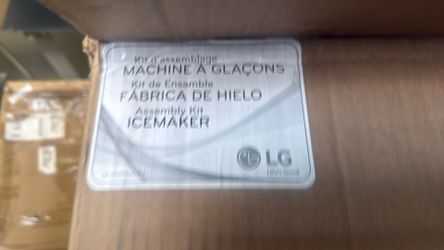 Kit d'assemblage
MACHINE À GLAÇONS
Kit de Ensamble
FÁBRICA DE HIELO
Assembly Kit
ICEMAKER
LG